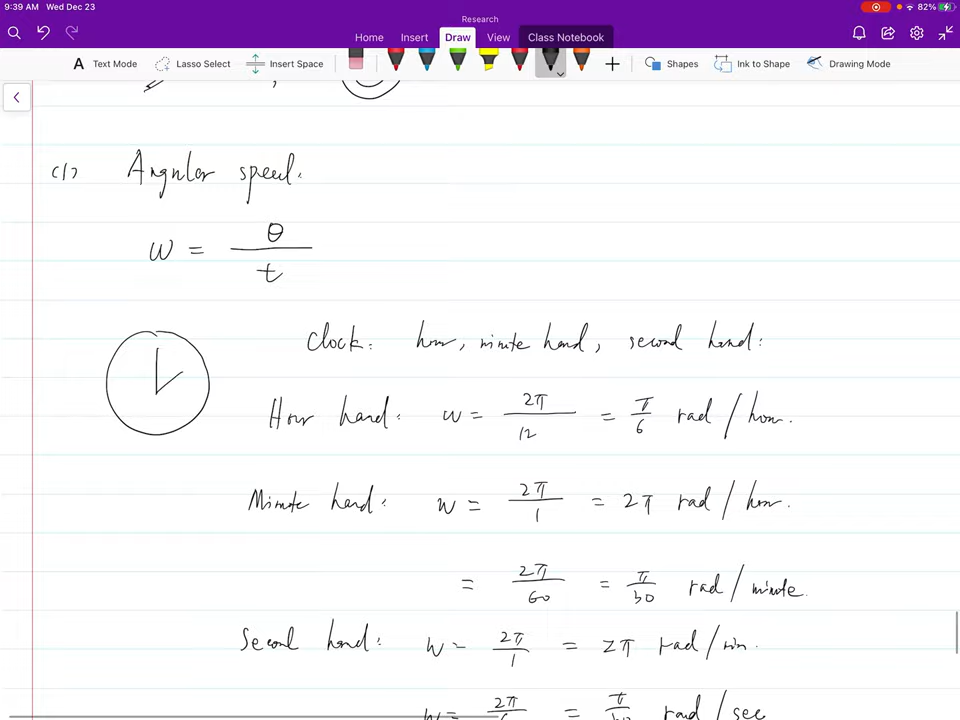 9:39 AM Wed Dec 23
82%
Research
Home Insert Draw View Class Notebook
Text Mode Lasso Select Insert Space Shapes Ink to Shape Drawing Mode
(1) Angular speed.
ω = θ / t
Clock: hour, minute hand, second hand:
Hour hand: ω = 2π / 12 = π / 6 rad / hour.
Minute hand: ω = 2π / 1 = 2π rad / hour.
= 2π / 60 = π / 30 rad / minute.
Second hand: ω = 2π / 1 = 2π rad / min.
ω = 2π = π rad / sec